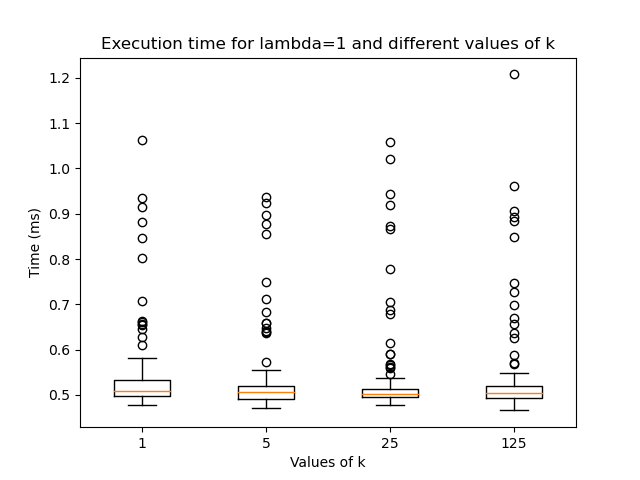 Execution time for lambda=1 and different values of k
1.2
1.1
1.0
0.9
0.8
0.7
0.6
0.5
Time (ms)
1 5 25 125
Values of k